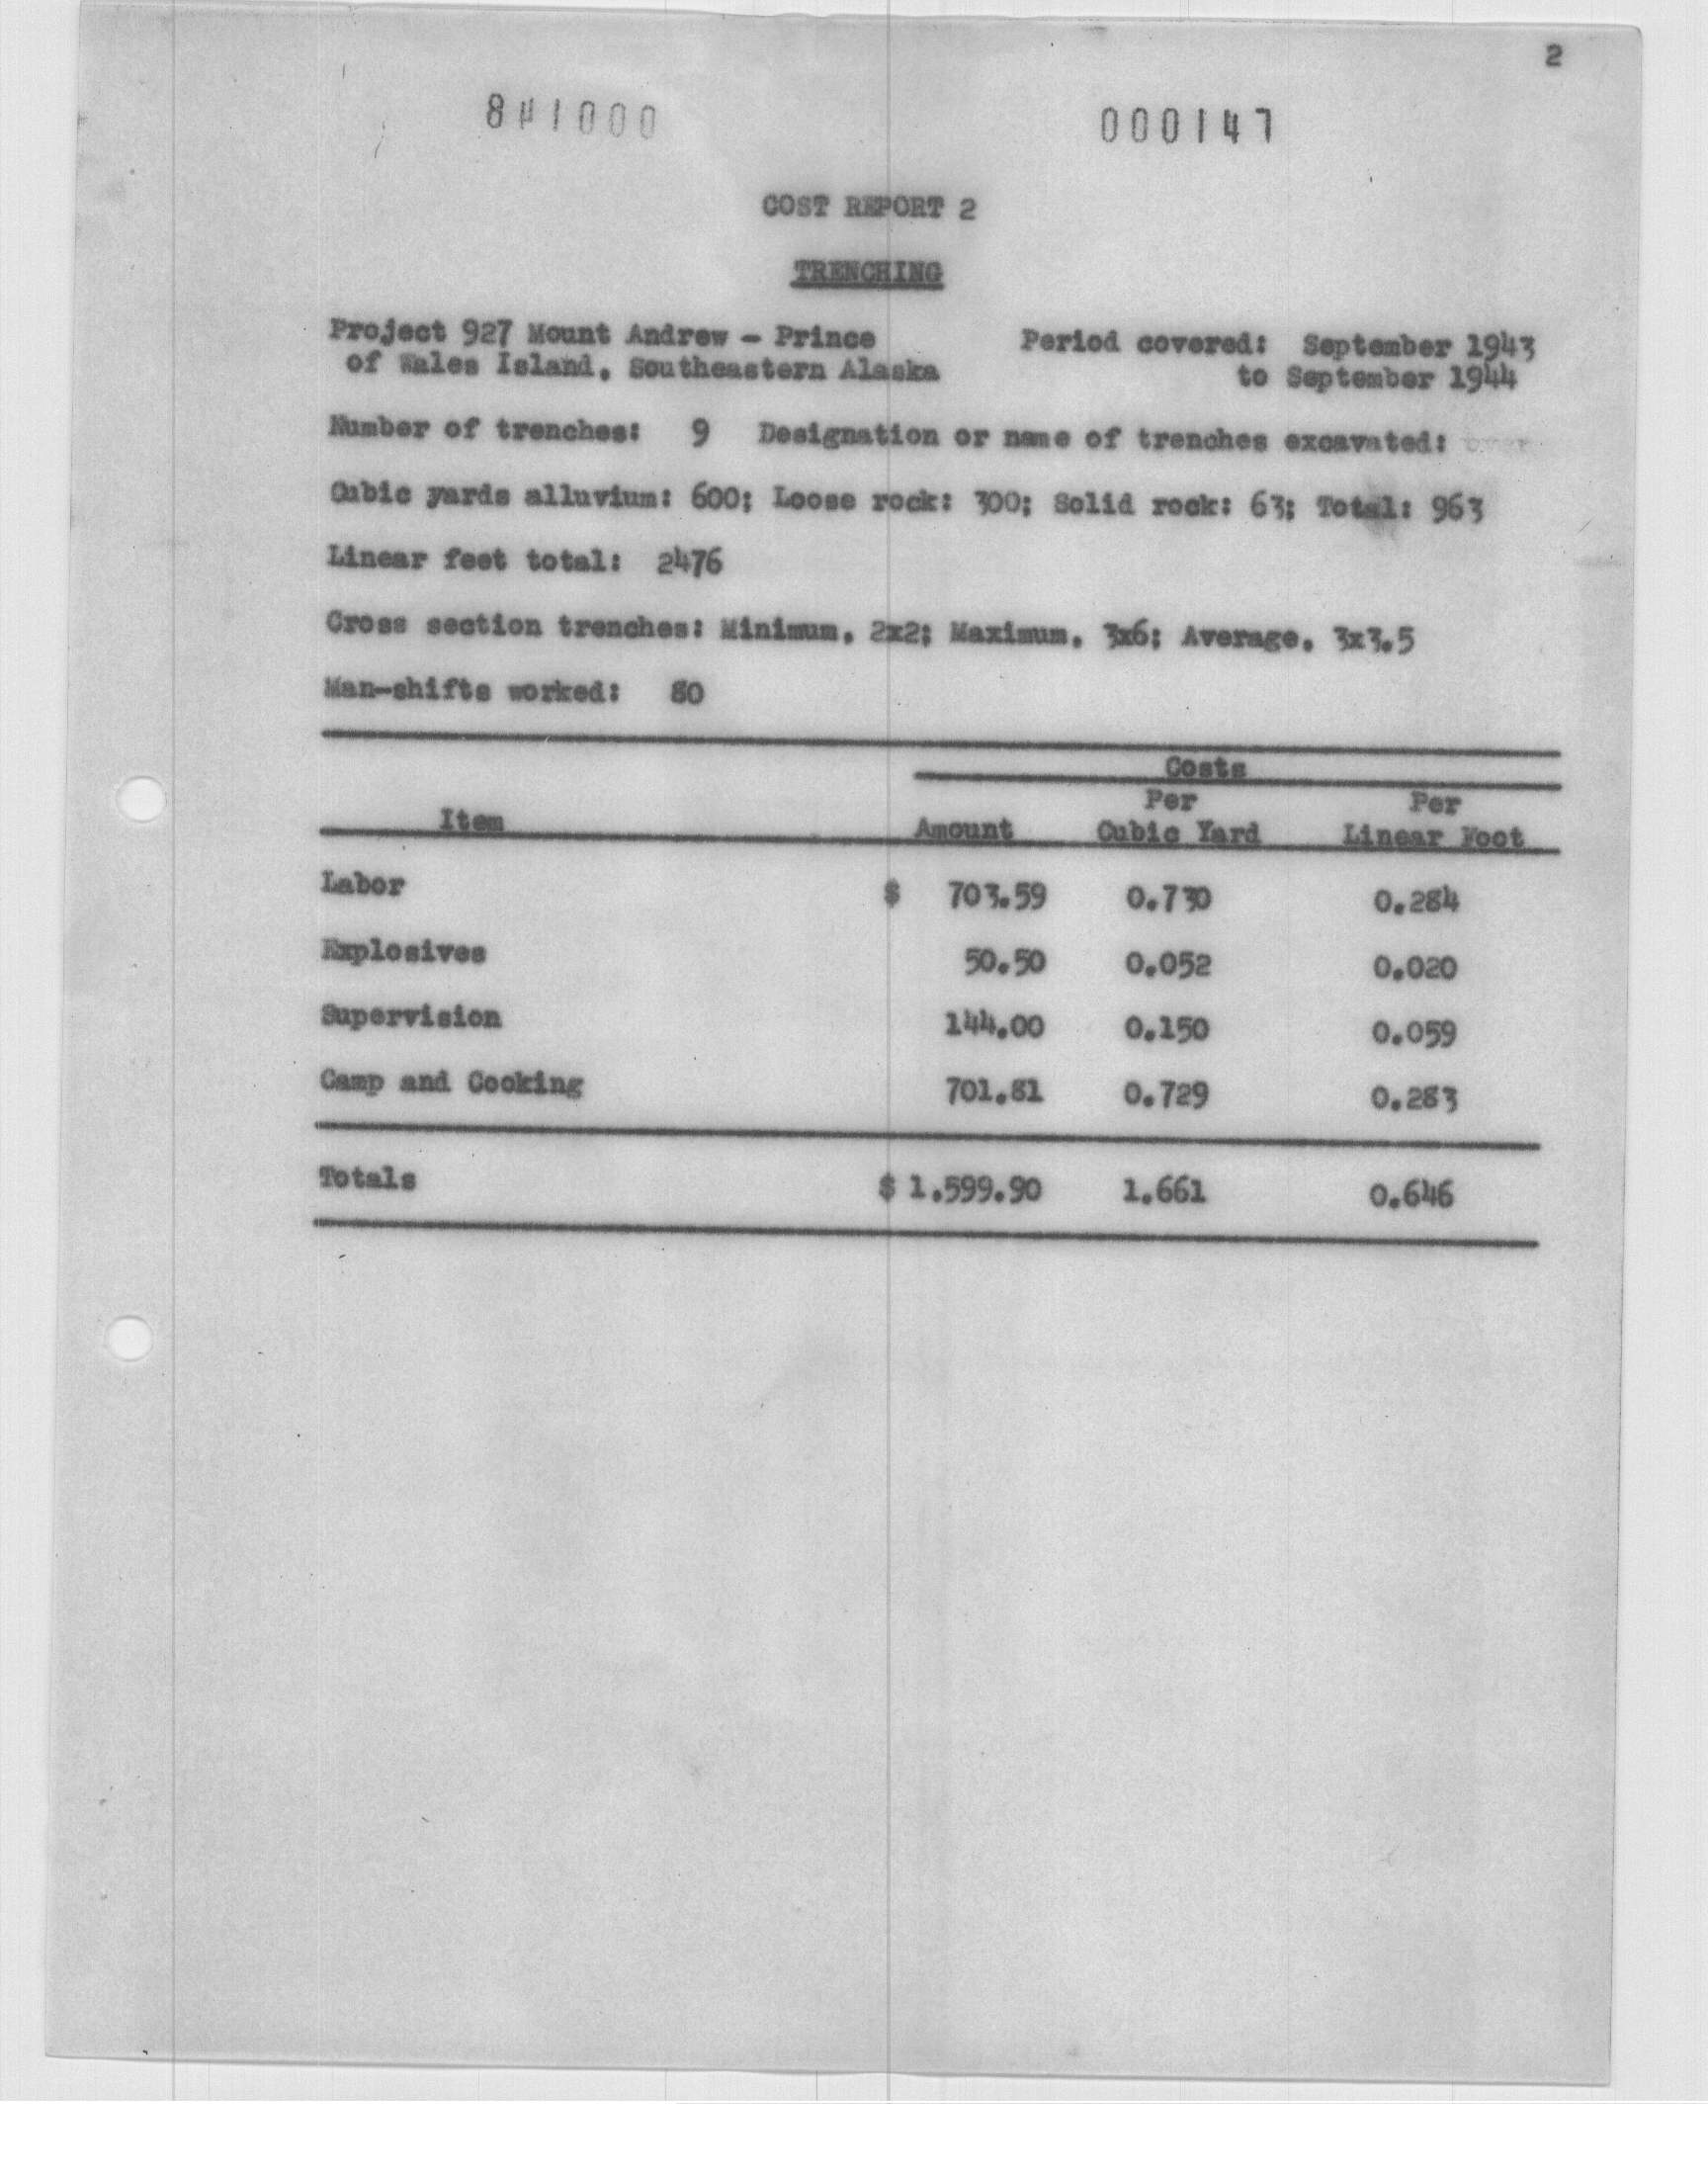 2
841000 000147
COST REPORT 2
TRENCHING
Project 927 Mount Andrew - Prince Period covered: September 1943
of Wales Island, Southeastern Alaska to September 1944
Number of trenches: 9 Designation or name of trenches excavated:
Cubic yards alluvium: 600; Loose rock: 300; Solid rock: 63; Total: 963
Linear feet total: 2476
Cross section trenches: Minimum, 2x2; Maximum, 3x6; Average, 3x3.5
Man-shifts worked: 80
Costs
Per Per
Item Amount Cubic Yard Linear Foot
Labor $ 703.59 0.730 0.284
Explosives 50.50 0.052 0.020
Supervision 144.00 0.150 0.059
Camp and Cooking 701.81 0.729 0.283
Totals $ 1,599.90 1.661 0.646